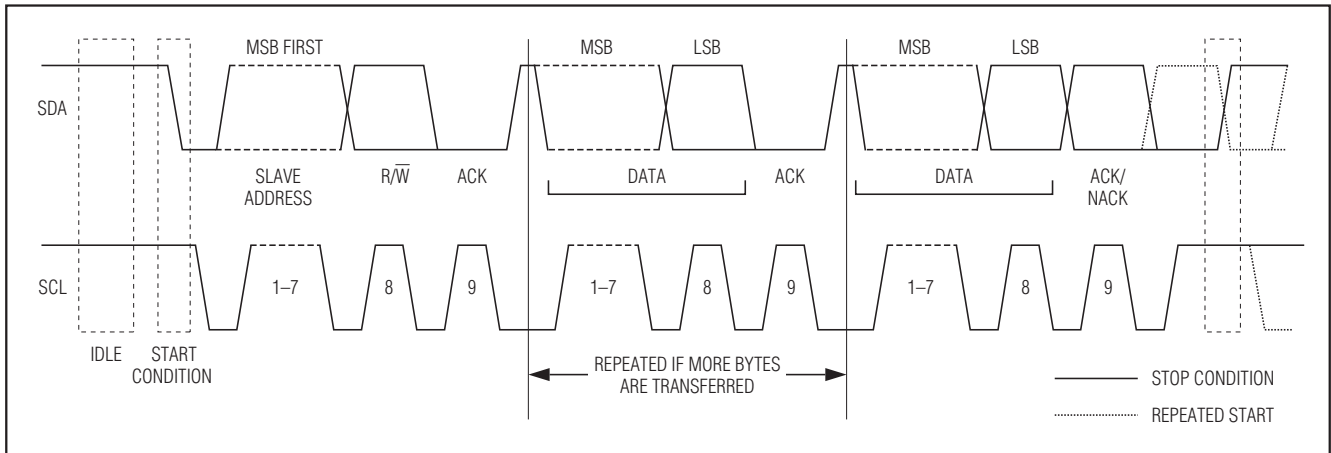 MSB FIRST
MSB
LSB
MSB
LSB
SDA
SLAVE
ADDRESS
R/W̅
ACK
DATA
ACK
DATA
ACK/
NACK
SCL
1–7
8
9
1–7
8
9
1–7
8
9
IDLE
START
CONDITION
REPEATED IF MORE BYTES
ARE TRANSFERRED
STOP CONDITION
REPEATED START